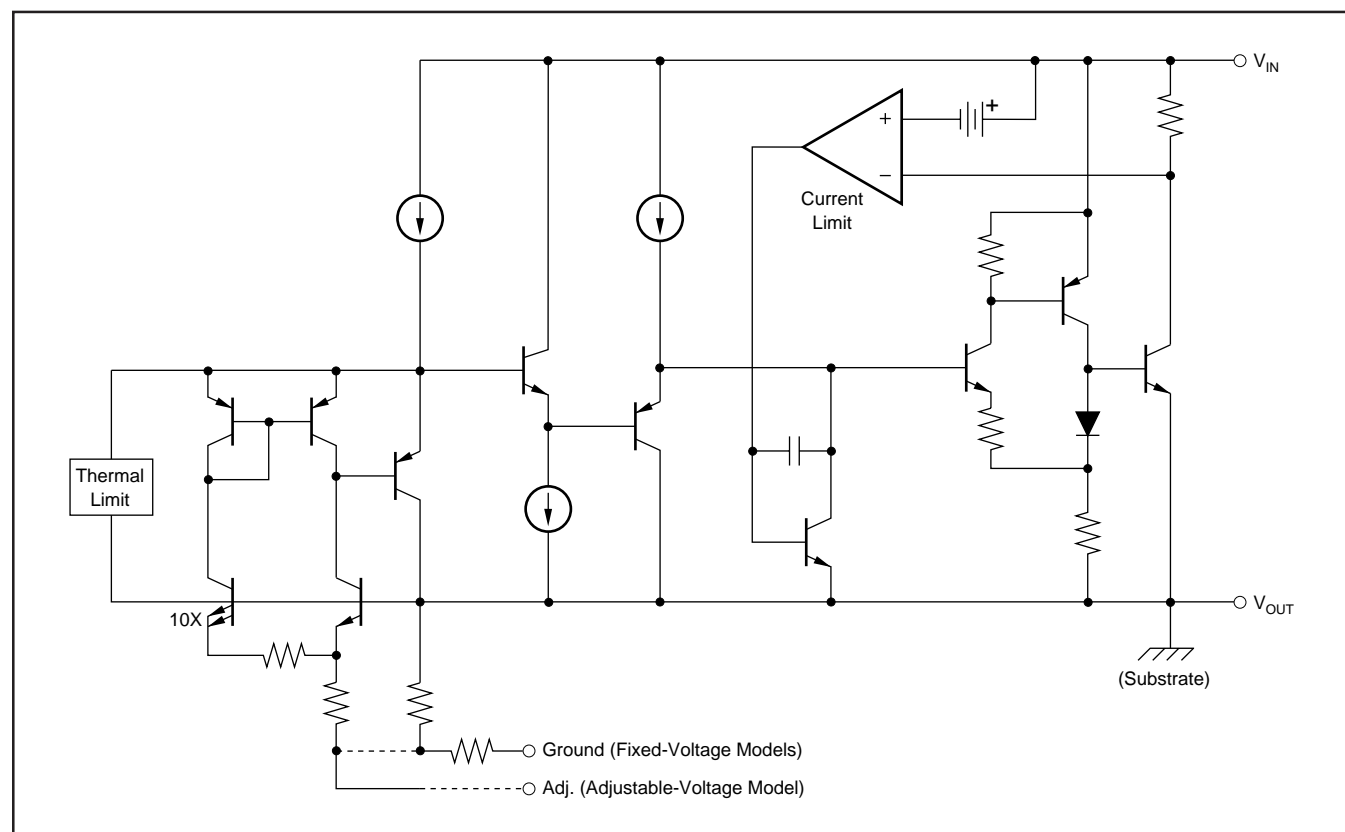 V_IN
+
+
−
Current
Limit
Thermal
Limit
10X
V_OUT
(Substrate)
Ground (Fixed-Voltage Models)
Adj. (Adjustable-Voltage Model)